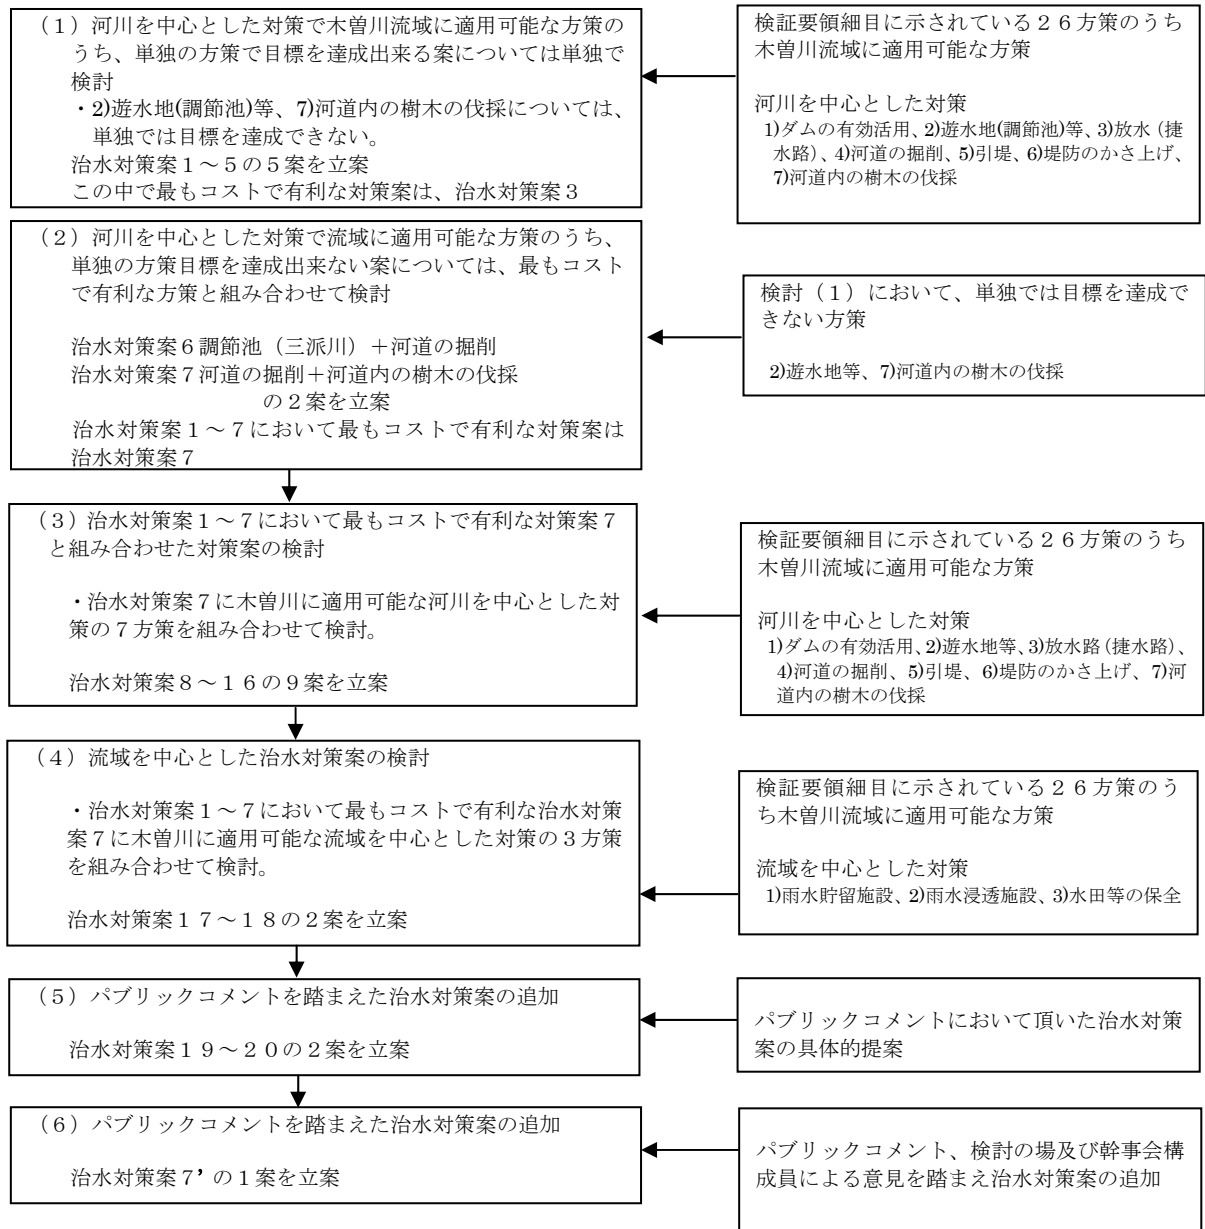 （１）河川を中心とした対策で木曽川流域に適用可能な方策の
うち、単独の方策で目標を達成出来る案については単独で
検討
・2)遊水地(調節池)等、7)河道内の樹木の伐採については、
単独では目標を達成できない。
治水対策案１～５の５案を立案
この中で最もコストで有利な対策案は、治水対策案３
検証要領細目に示されている２６方策のうち
木曽川流域に適用可能な方策
河川を中心とした対策
1)ダムの有効活用、2)遊水地(調節池)等、3)放水（捷
水路）、4)河道の掘削、5)引堤、6)堤防のかさ上げ、
7)河道内の樹木の伐採
（２）河川を中心とした対策で流域に適用可能な方策のうち、
単独の方策目標を達成出来ない案については、最もコスト
で有利な方策と組み合わせて検討
治水対策案６調節池（三派川）＋河道の掘削
治水対策案７河道の掘削＋河道内の樹木の伐採
の２案を立案
治水対策案１～７において最もコストで有利な対策案は
治水対策案７
検討（１）において、単独では目標を達成で
きない方策
2)遊水地等、7)河道内の樹木の伐採
（３）治水対策案１～７において最もコストで有利な対策案７
と組み合わせた対策案の検討
・治水対策案７に木曽川に適用可能な河川を中心とした対
策の７方策を組み合わせて検討。
治水対策案８～１６の９案を立案
検証要領細目に示されている２６方策のうち
木曽川流域に適用可能な方策
河川を中心とした対策
1)ダムの有効活用、2)遊水地等、3)放水路（捷水路）、
4)河道の掘削、5)引堤、6)堤防のかさ上げ、7)河
道内の樹木の伐採
（４）流域を中心とした治水対策案の検討
・治水対策案１～７において最もコストで有利な治水対策
案７に木曽川に適用可能な流域を中心とした対策の３方策
を組み合わせて検討。
治水対策案１７～１８の２案を立案
検証要領細目に示されている２６方策のう
ち木曽川流域に適用可能な方策
流域を中心とした対策
1)雨水貯留施設、2)雨水浸透施設、3)水田等の保全
（５）パブリックコメントを踏まえた治水対策案の追加
治水対策案１９～２０の２案を立案
パブリックコメントにおいて頂いた治水対策
案の具体的提案
（６）パブリックコメントを踏まえた治水対策案の追加
治水対策案７’の１案を立案
パブリックコメント、検討の場及び幹事会構
成員による意見を踏まえ治水対策案の追加